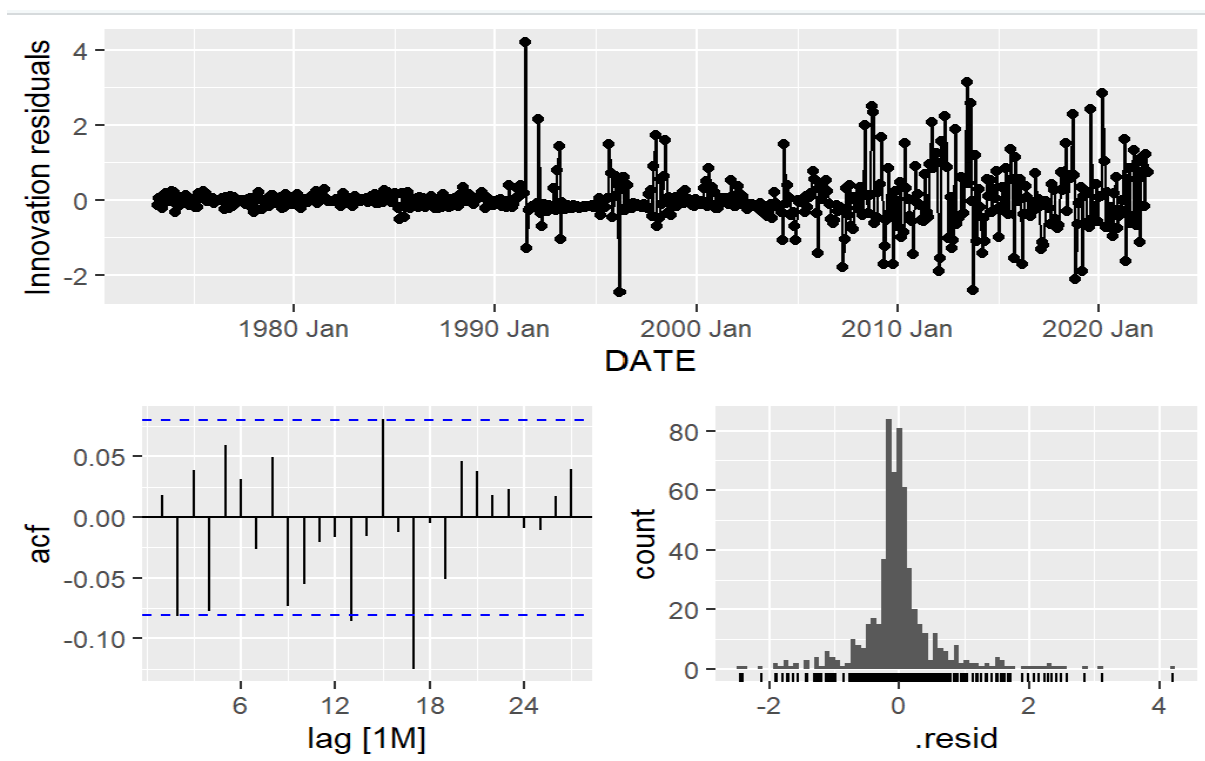 Innovation residuals
4
2
0
-2
1980 Jan 1990 Jan 2000 Jan 2010 Jan 2020 Jan
DATE
acf
0.05
0.00
-0.05
-0.10
6 12 18 24
lag [1M]
count
80
60
40
20
0
-2 0 2 4
.resid